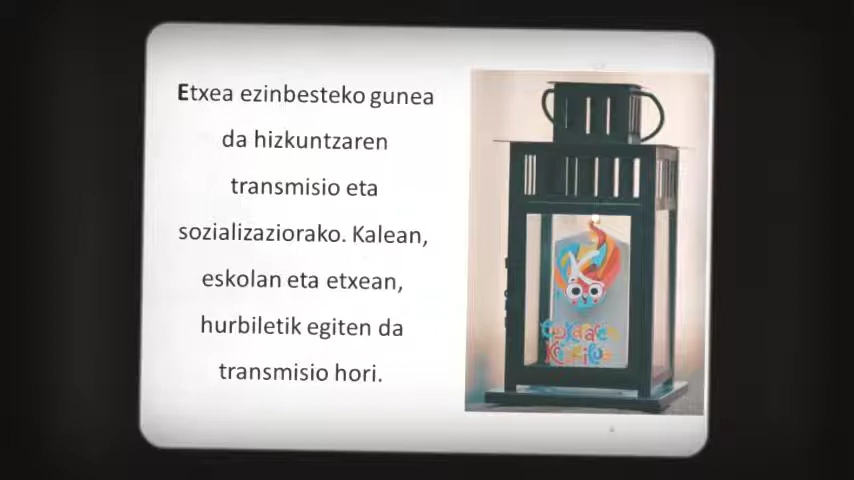 Etxea ezinbesteko gunea
da hizkuntzaren
transmisio eta
sozializaziorako. Kalean,
eskolan eta etxean,
hurbiletik egiten da
transmisio hori.